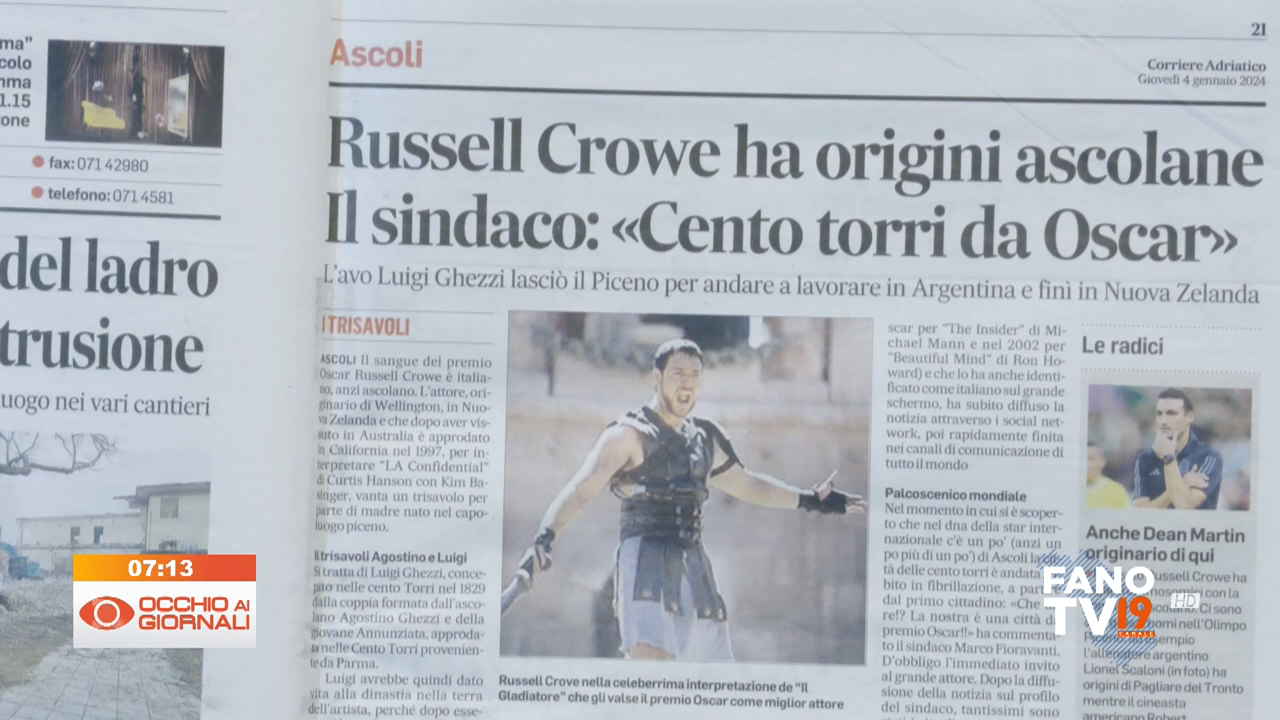 ma”
colo
mma
1.15
one
fax: 071 42980
telefono: 071 4581
del ladro
trusione
uogo nei vari cantieri
21
Ascoli
Corriere Adriatico
Giovedì 4 gennaio 2024
Russell Crowe ha origini ascolane
Il sindaco: «Cento torri da Oscar»
L’avo Luigi Ghezzi lasciò il Piceno per andare a lavorare in Argentina e finì in Nuova Zelanda
I TRISAVOLI
ASCOLI Il sangue del premio
Oscar Russell Crowe è italia-
no, anzi ascolano. L’attore, ori-
ginario di Wellington, in Nuo-
va Zelanda e che dopo aver vis-
suto in Australia è approdato
in California nel 1997, per in-
terpretare "LA Confidential"
di Curtis Hanson con Kim Ba-
singer, vanta un trisavolo per
parte di madre nato nel capo-
luogo piceno.
Il trisavoli Agostino e Luigi
Si tratta di Luigi Ghezzi, conce-
pito nelle cento Torri nel 1829
dalla coppia formata dall’asco-
lano Agostino Ghezzi e della
giovane Annunziata, approda-
ta nelle Cento Torri provenien-
te da Parma.
Luigi avrebbe quindi dato
vita alla dinastia nella terra
dell’artista, perché dopo esse-
Russell Crove nella celeberrima interpretazione de “Il
Gladiatore” che gli valse il premio Oscar come miglior attore
scar per "The Insider" di Mi-
chael Mann e nel 2002 per
"Beautiful Mind" di Ron Ho-
ward) e che lo ha anche identi-
ficato come italiano sul grande
schermo, ha subito diffuso la
notizia attraverso i social net-
work, poi rapidamente finita
nei canali di comunicazione di
tutto il mondo
Palcoscenico mondiale
Nel momento in cui si è scoper-
to che nel dna della star inter-
nazionale c’è un po’ (anzi un
po più di un po’) di Ascoli la
tà delle cento torri è andata
bito in fibrillazione, a par
dal primo cittadino: «Che
re!? La nostra è una città d
premio Oscar!!» ha commenta
to il sindaco Marco Fioravanti.
D’obbligo l’immediato invito
al grande attore. Dopo la diffu-
sione della notizia sul profilo
del sindaco, tantissimi sono
Le radici
Anche Dean Martin
originario di qui
ussell Crowe ha
con la
Ci sono
nomi nell’Olimpo
empio
l’allenatore argentino
Lionel Scaloni (in foto) ha
origini di Pagliare del Tronto
mentre il cineasta
americano Robert
07:13
OCCHIO AI
GIORNALI
FANO
TV 19 HD
CANALE